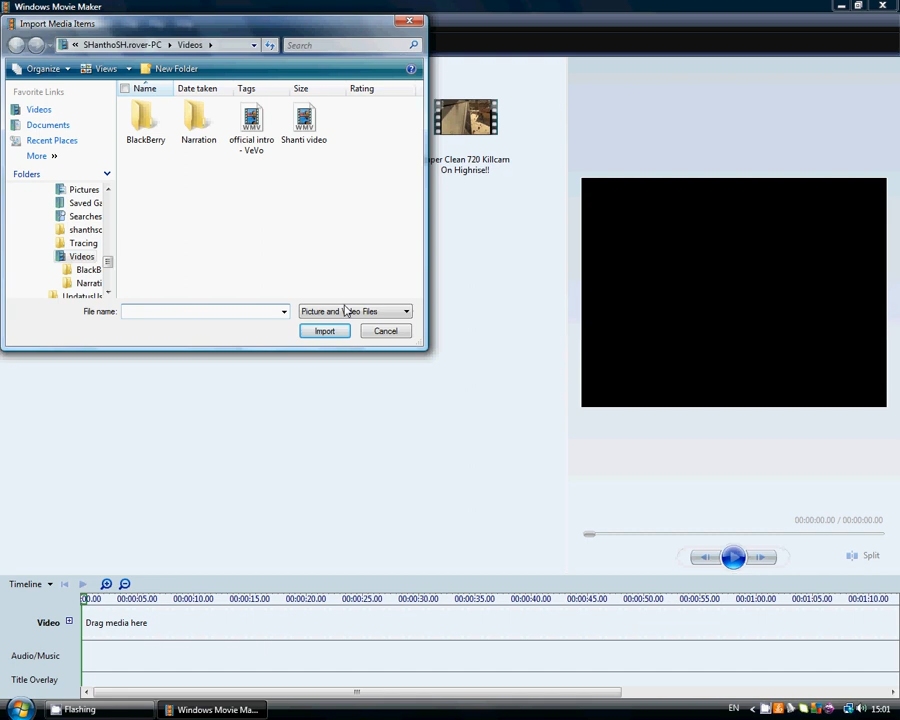 Windows Movie Maker
Import Media Items
SHanthoSH.rover-PC
Videos
Search
Organize
Views
New Folder
Favorite Links
Videos
Documents
Recent Places
More
Folders
Pictures
Saved Ga
Searches
shanthsc
Tracing
Videos
BlackB
Narrati
UpdatusUs
Name
Date taken
Tags
Size
Rating
BlackBerry
Narration
official intro
- VeVo
Shanti video
WMV
WMV
File name:
Picture and Video Files
Import
Cancel
per Clean 720 Killcam
On Highrise!!
00:00:00.00 / 00:00:00.00
Split
Timeline
00.00 00:00:05.00 00:00:10.00 00:00:15.00 00:00:20.00 00:00:25.00 00:00:30.00 00:00:35.00 00:00:40.00 00:00:45.00 00:00:50.00 00:00:55.00 00:01:00.00 00:01:05.00 00:01:10.00
Video
Drag media here
Audio/Music
Title Overlay
Flashing
Windows Movie Ma...
EN
15:01